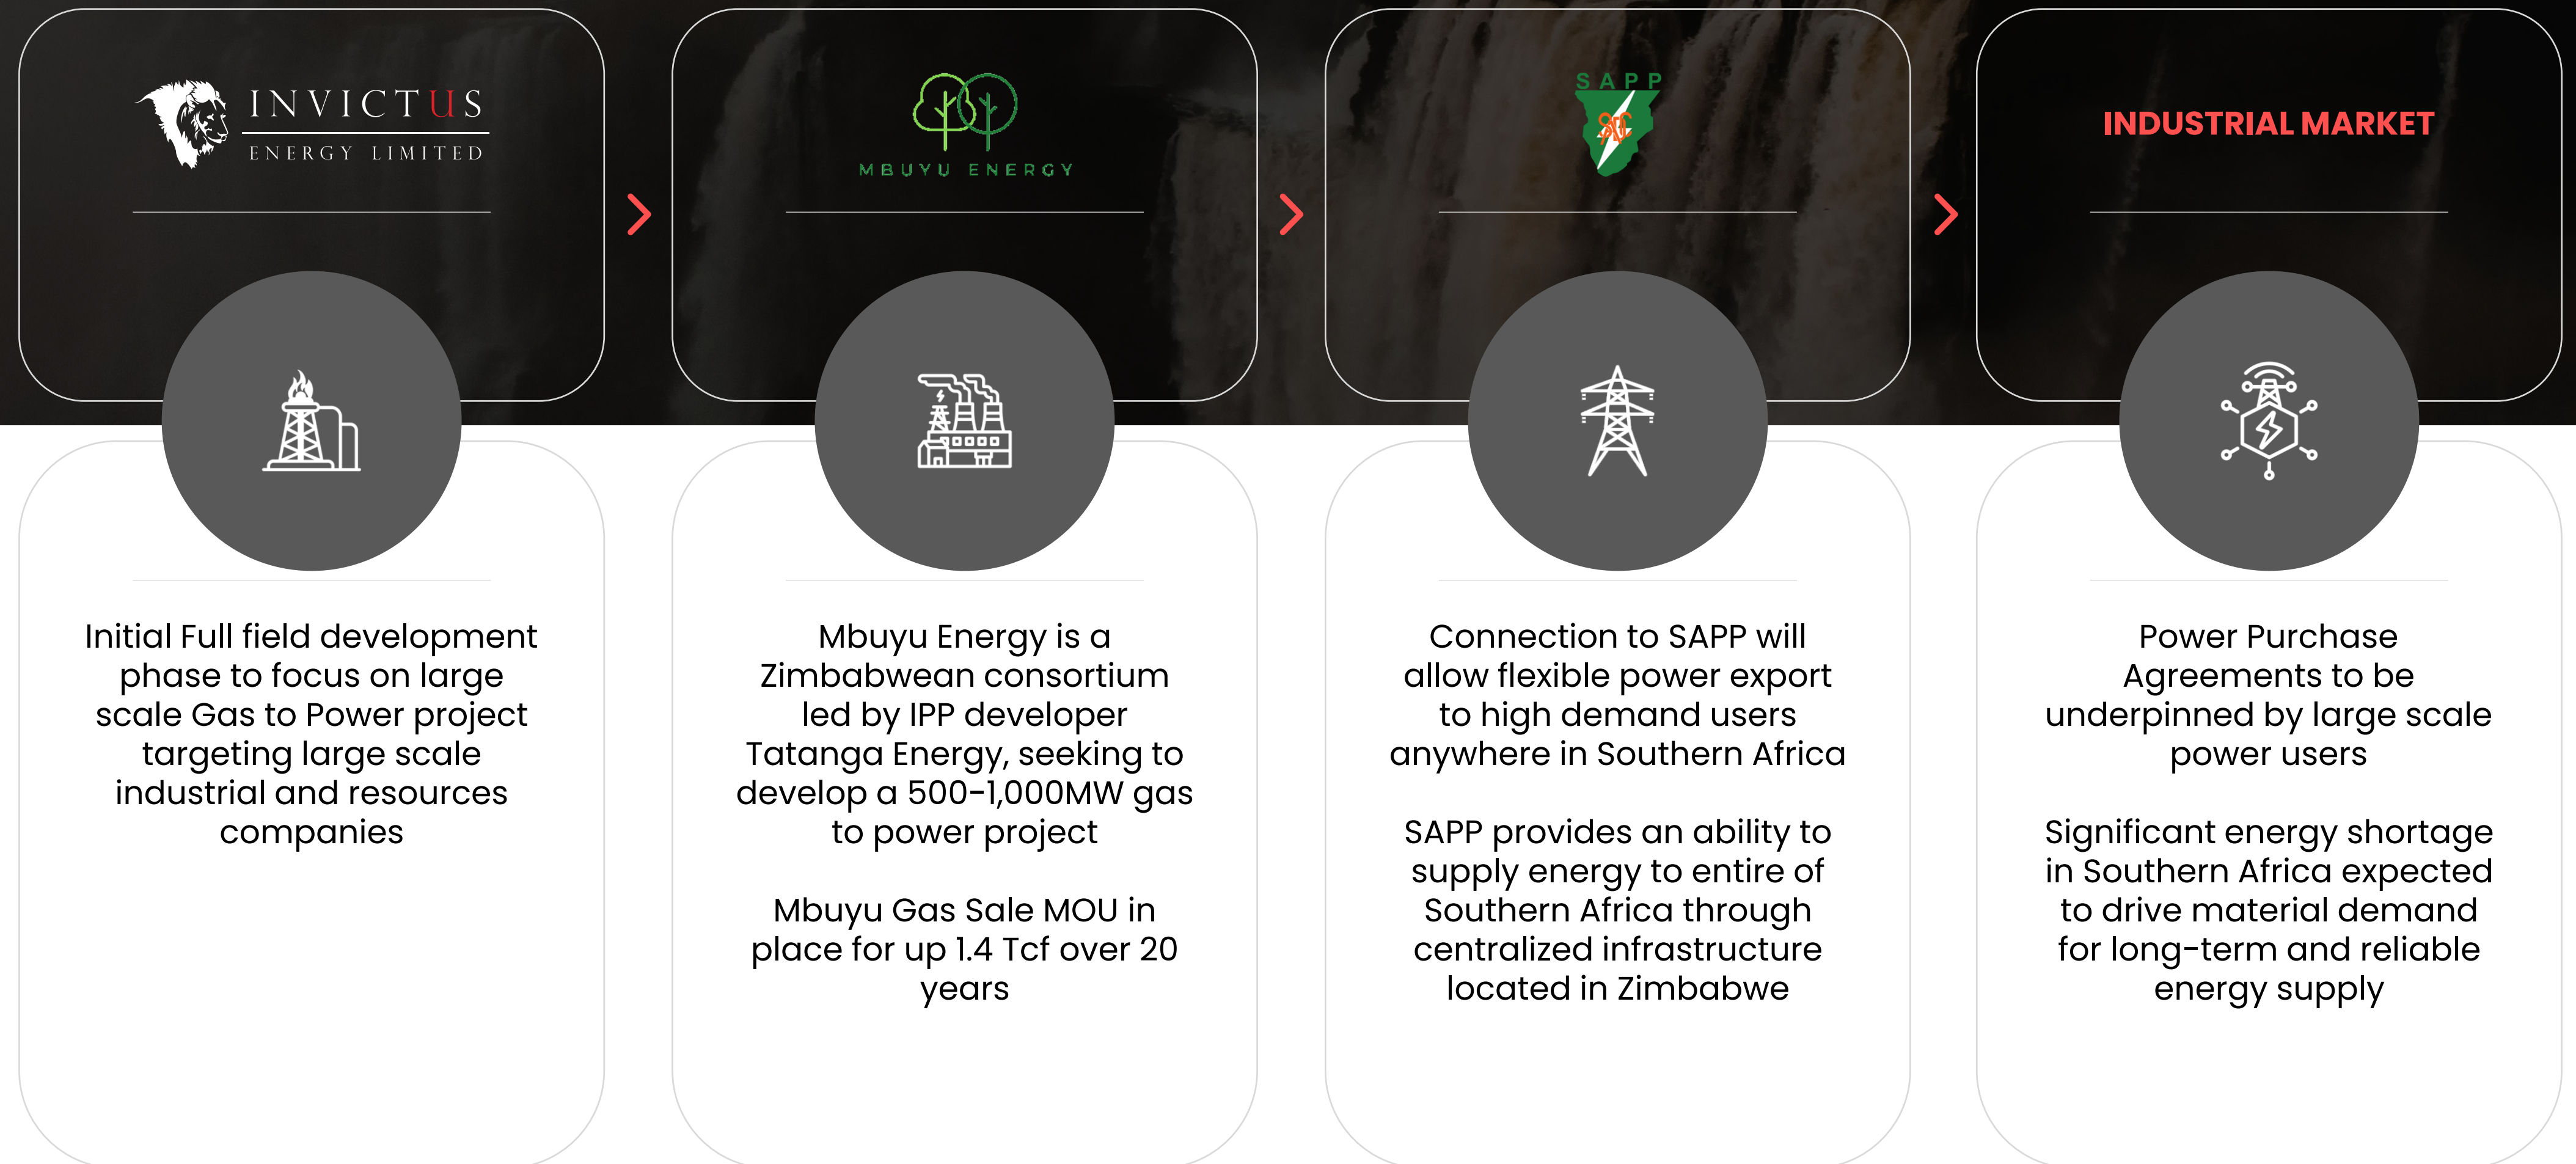 INVICTUS
ENERGY LIMITED
Initial Full field development
phase to focus on large
scale Gas to Power project
targeting large scale
industrial and resources
companies
MBUYU ENERGY
Mbuyu Energy is a
Zimbabwean consortium
led by IPP developer
Tatanga Energy, seeking to
develop a 500-1,000MW gas
to power project
Mbuyu Gas Sale MOU in
place for up 1.4 Tcf over 20
years
SAPP
Connection to SAPP will
allow flexible power export
to high demand users
anywhere in Southern Africa
SAPP provides an ability to
supply energy to entire of
Southern Africa through
centralized infrastructure
located in Zimbabwe
INDUSTRIAL MARKET
Power Purchase
Agreements to be
underpinned by large scale
power users
Significant energy shortage
in Southern Africa expected
to drive material demand
for long-term and reliable
energy supply